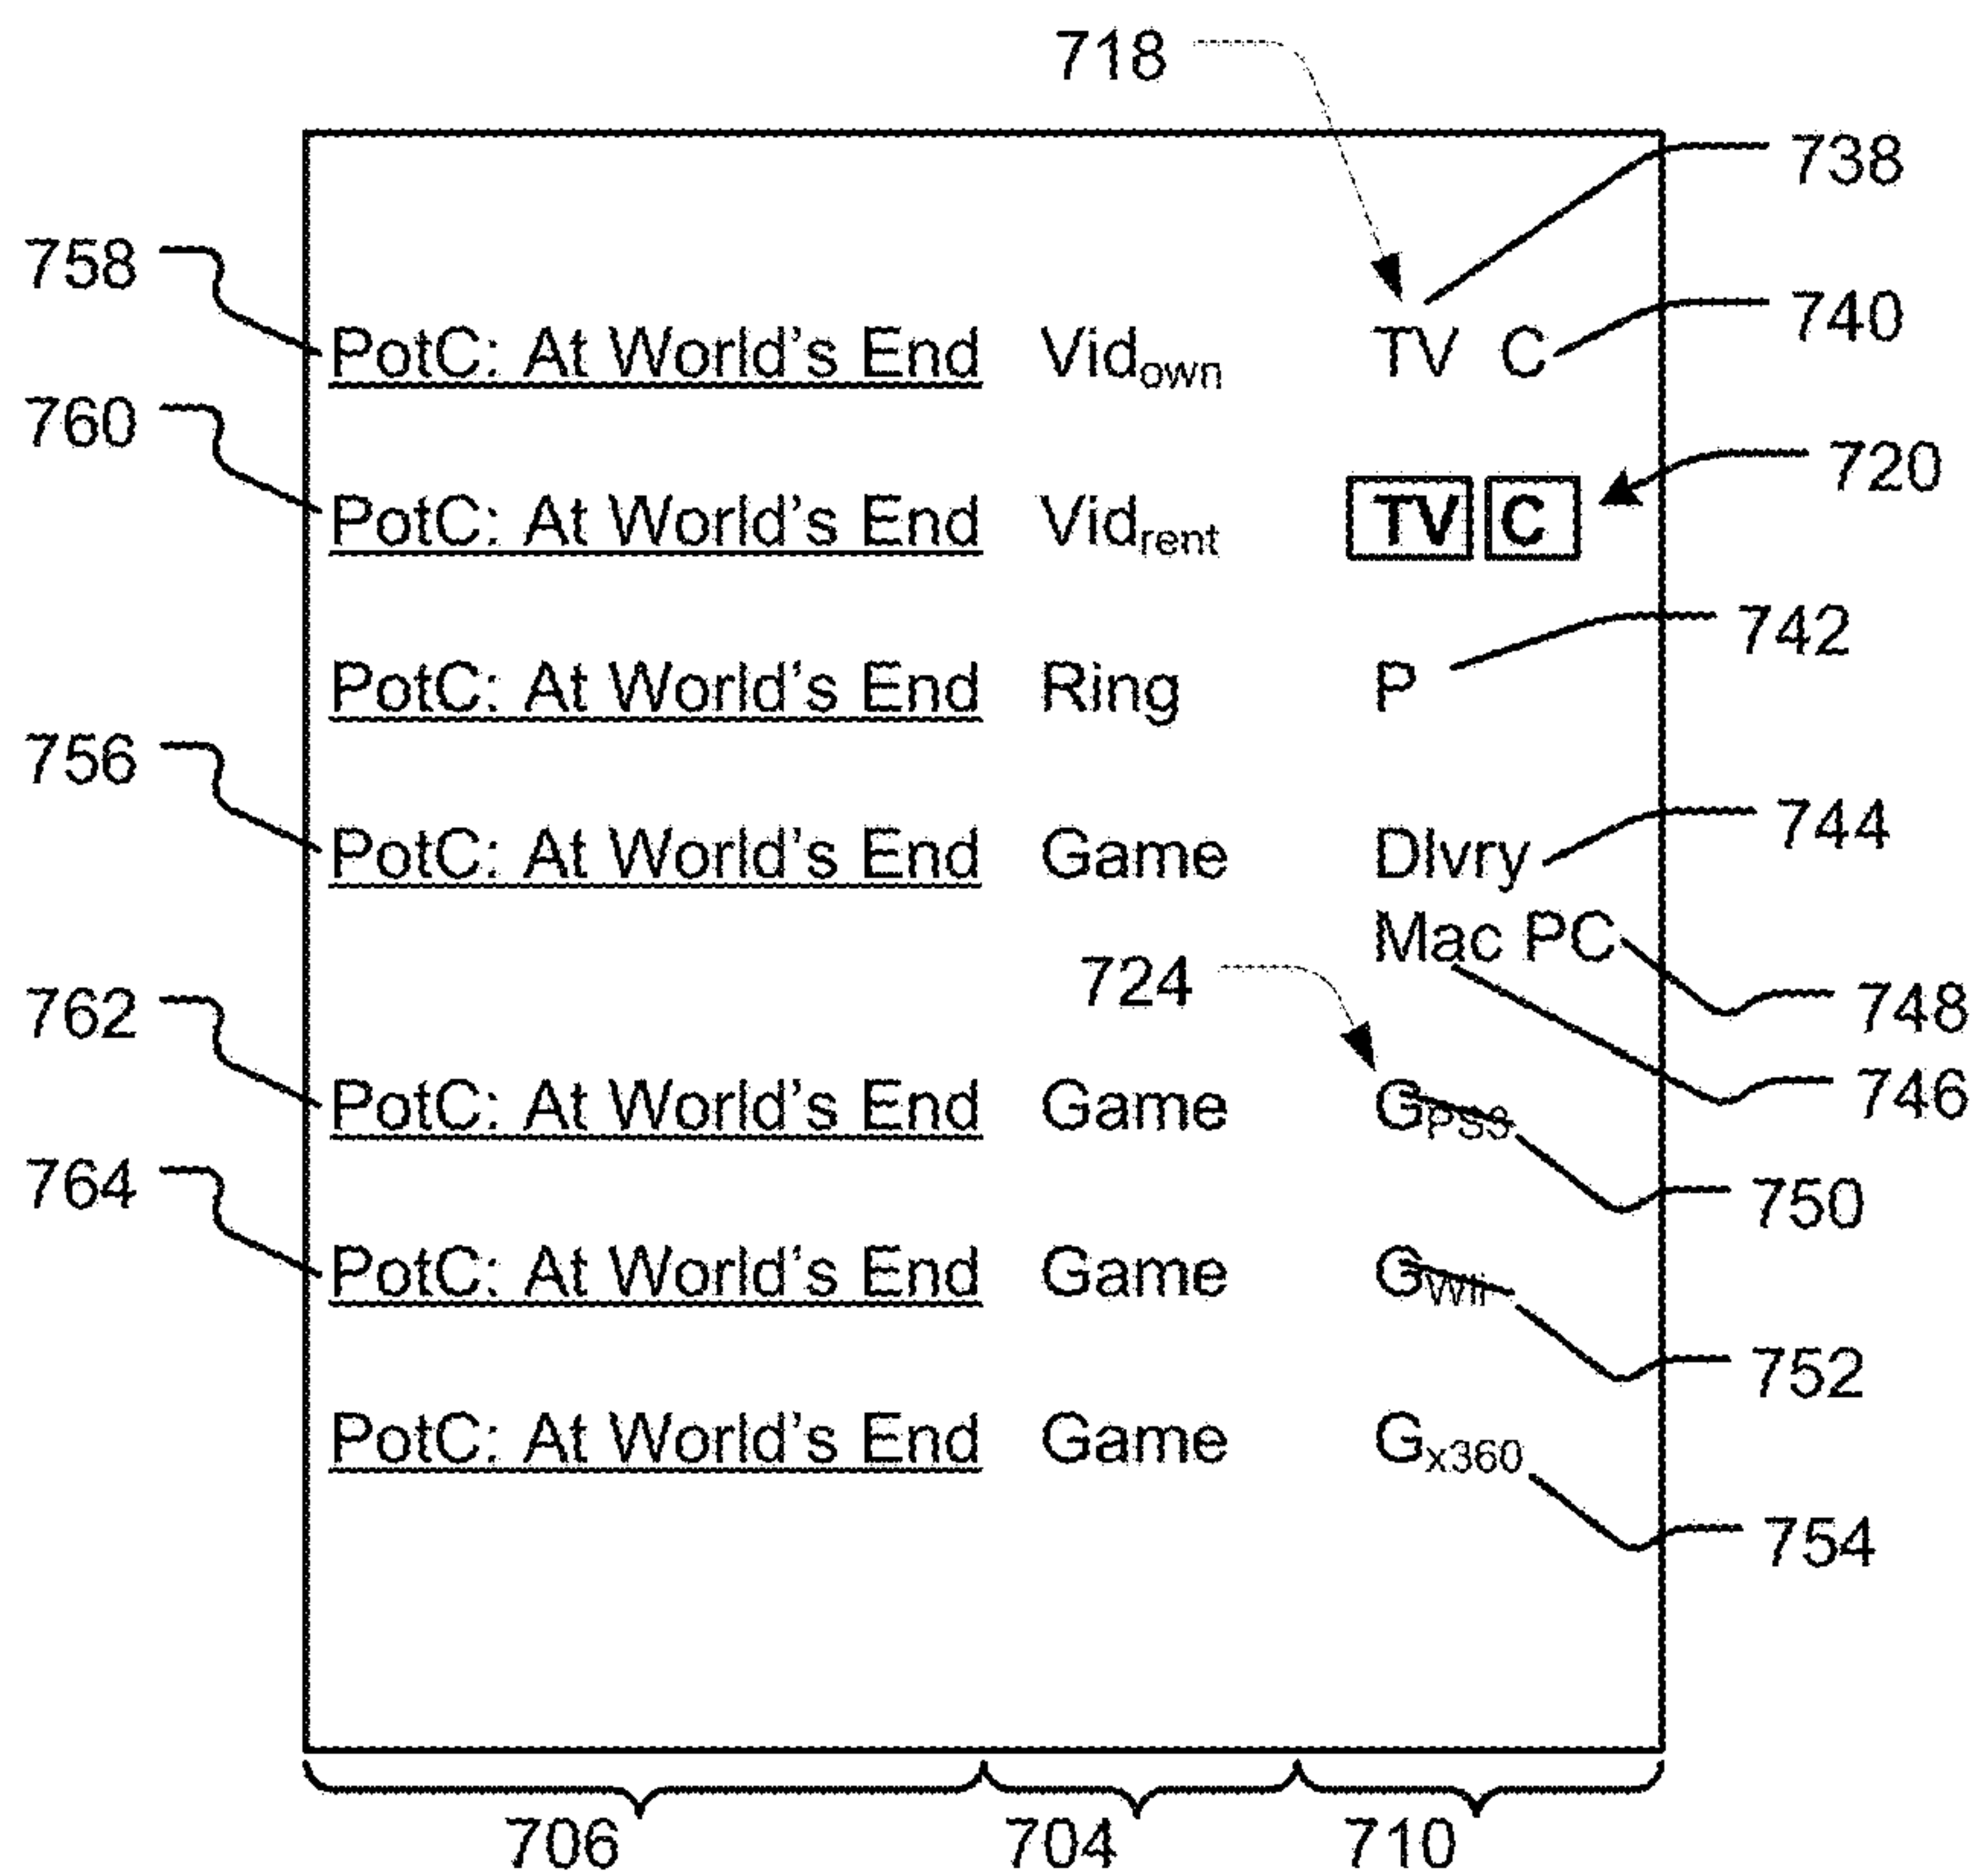 718
738
758
740
PotC: At World's End Vidown TV C
760
720
PotC: At World's End Vidrent TV C
742
PotC: At World's End Ring P
756
744
PotC: At World's End Game Dlvry
Mac PC
724
748
762
746
PotC: At World's End Game GPS3
764
750
PotC: At World's End Game GWii
752
PotC: At World's End Game Gx360
754
706 704 710